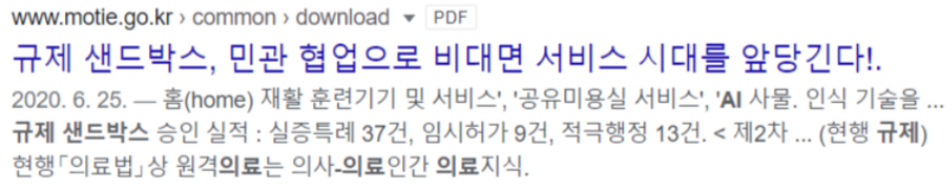 www.motie.go.kr › common › download ▼ PDF
규제 샌드박스, 민관 협업으로 비대면 서비스 시대를 앞당긴다!.
2020. 6. 25. — 홈(home) 재활 훈련기기 및 서비스', '공유미용실 서비스', 'AI 사물. 인식 기술을 ...
규제 샌드박스 승인 실적 : 실증특례 37건, 임시허가 9건, 적극행정 13건. < 제2차 ... (현행 규제)
현행「의료법」상 원격의료는 의사-의료인간 의료지식.